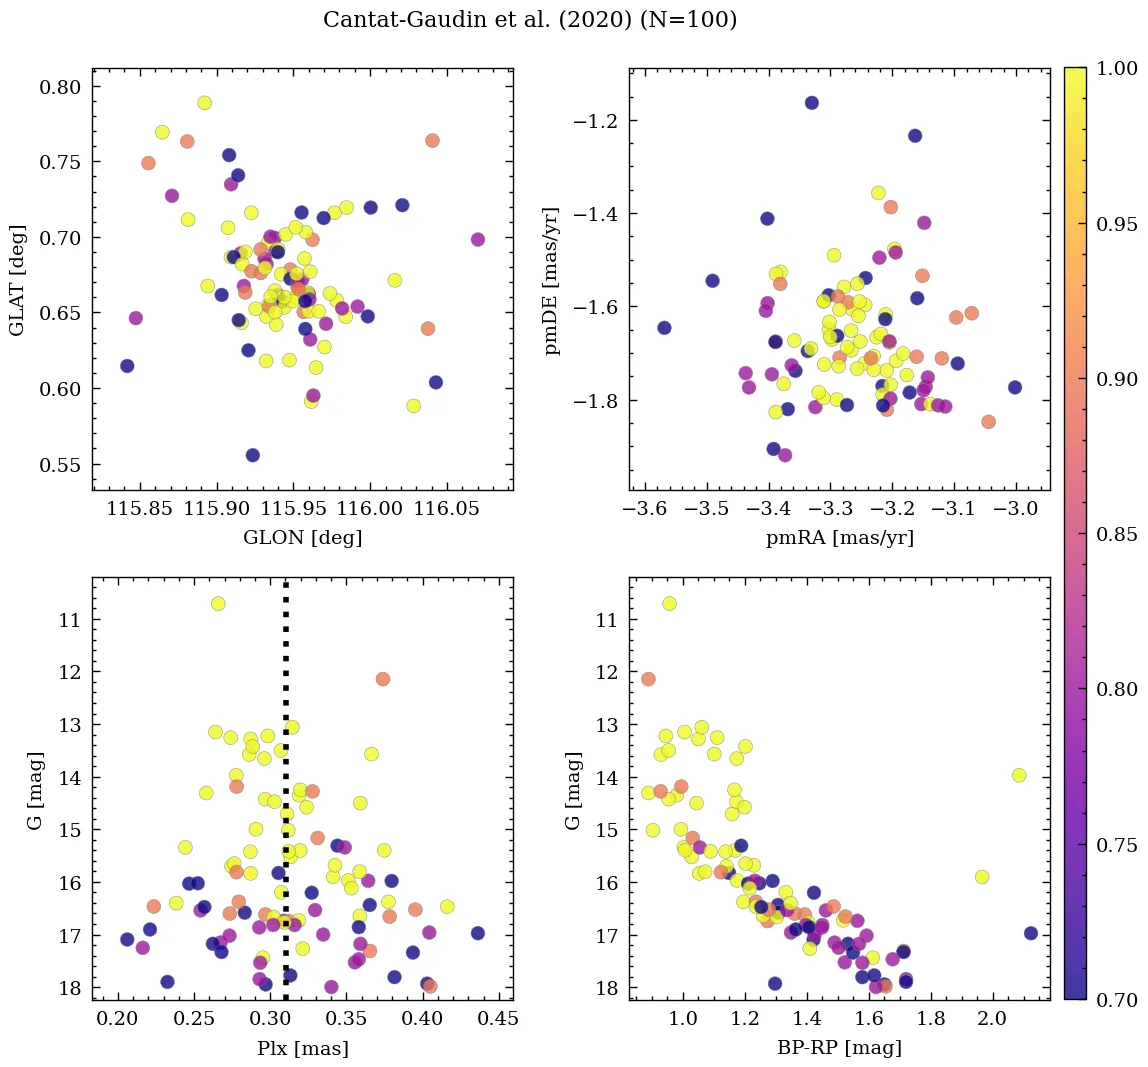 Cantat-Gaudin et al. (2020) (N=100)
0.80
0.75
0.70
0.65
0.60
0.55
GLAT [deg]
115.85 115.90 115.95 116.00 116.05
GLON [deg]
−1.2
−1.4
−1.6
−1.8
pmDE [mas/yr]
−3.6 −3.5 −3.4 −3.3 −3.2 −3.1 −3.0
pmRA [mas/yr]
1.00
0.95
0.90
0.85
0.80
0.75
0.70
11
12
13
14
15
16
17
18
G [mag]
0.20 0.25 0.30 0.35 0.40 0.45
Plx [mas]
11
12
13
14
15
16
17
18
G [mag]
1.0 1.2 1.4 1.6 1.8 2.0
BP-RP [mag]